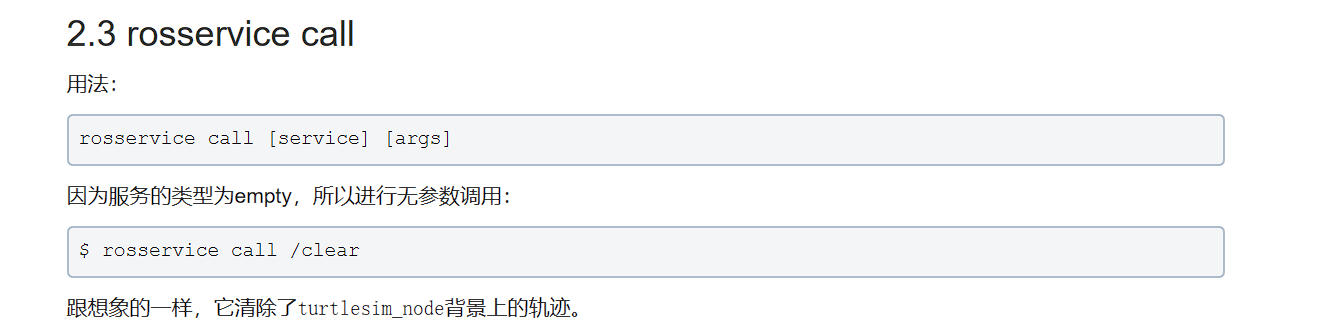 2.3 rosservice call
用法：
rosservice call [service] [args]
因为服务的类型为empty，所以进行无参数调用：
$ rosservice call /clear
跟想象的一样，它清除了turtlesim_node背景上的轨迹。